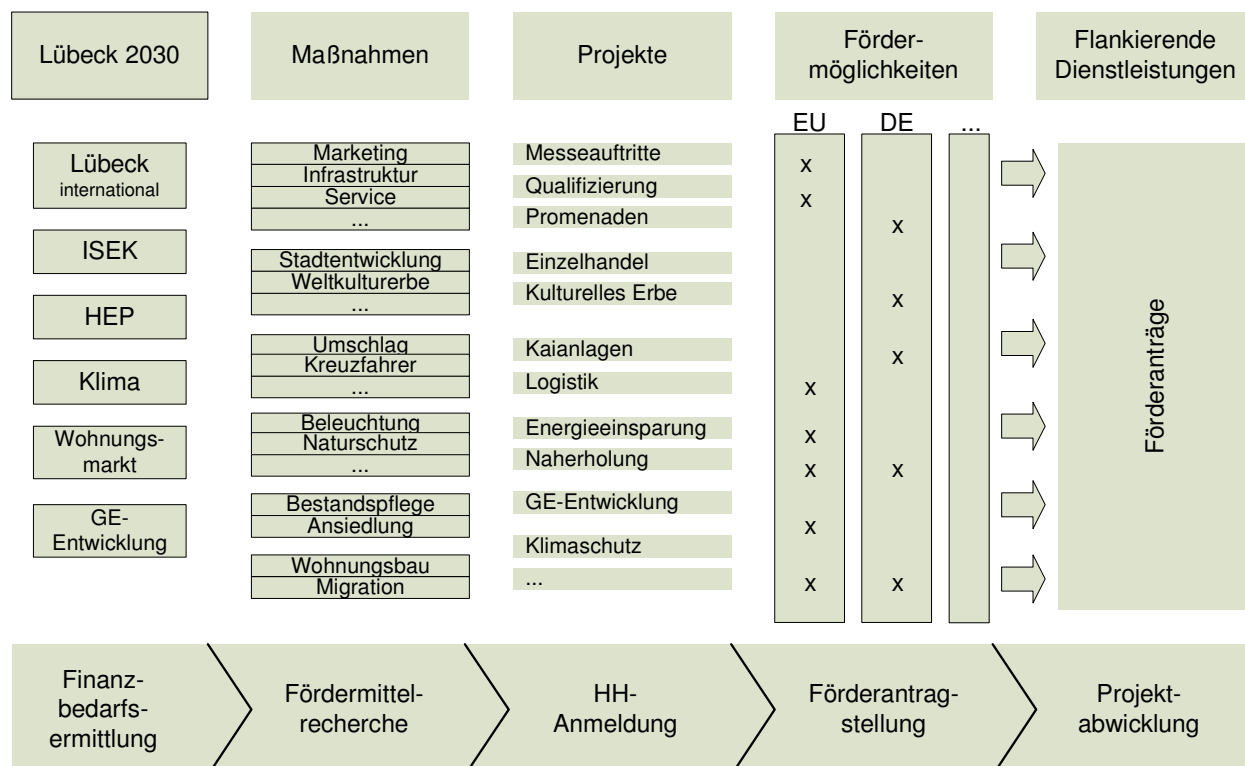 Lübeck 2030
Maßnahmen
Projekte
Förder-
möglichkeiten
Flankierende
Dienstleistungen
EU
DE
...
Lübeck
international
ISEK
HEP
Klima
Wohnungs-
markt
GE-
Entwicklung
Marketing
Infrastruktur
Service
...
Stadtentwicklung
Weltkulturerbe
...
Umschlag
Kreuzfahrer
...
Beleuchtung
Naturschutz
...
Bestandspflege
Ansiedlung
Wohnungsbau
Migration
Messeauftritte
Qualifizierung
Promenaden
Einzelhandel
Kulturelles Erbe
Kaianlagen
Logistik
Energieeinsparung
Naherholung
GE-Entwicklung
Klimaschutz
...
x
x
x
x
x
x
x
x x
x
x x
Förderanträge
Finanz-
bedarfs-
ermittlung
Fördermittel-
recherche
HH-
Anmeldung
Förderantrag-
stellung
Projekt-
abwicklung